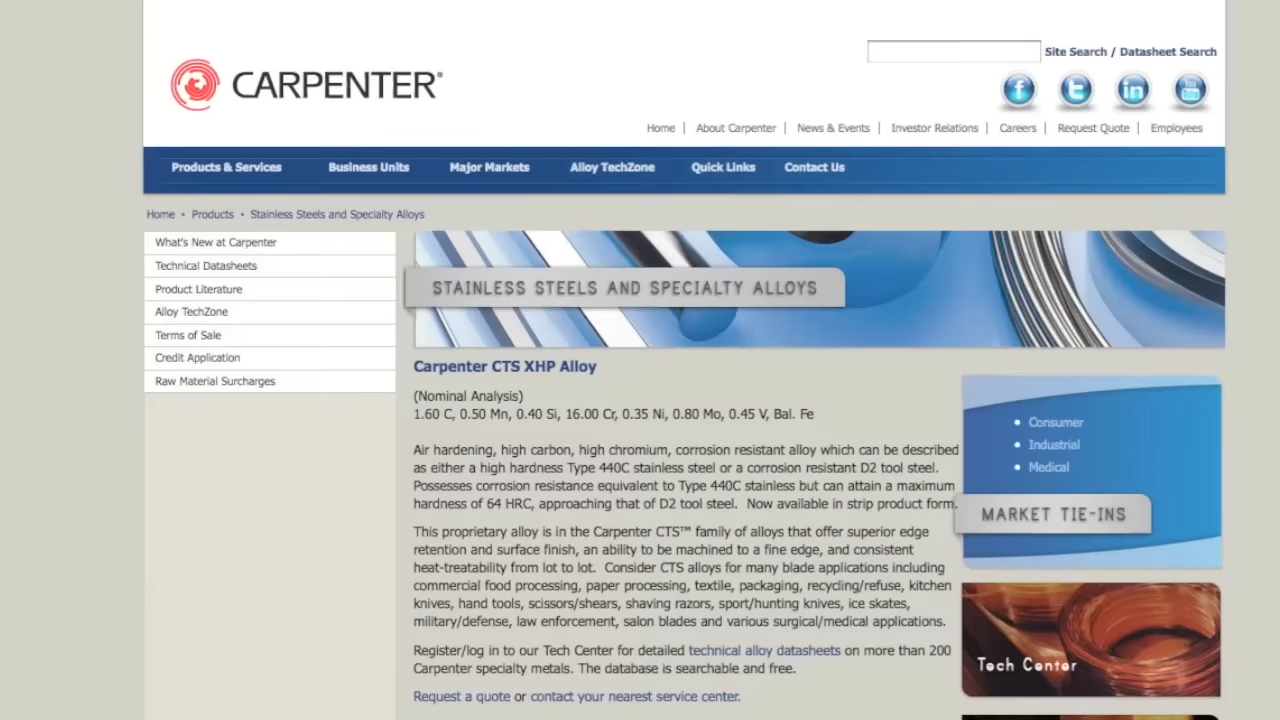 CARPENTER®
Site Search / Datasheet Search
f t in You Tube
Home | About Carpenter | News & Events | Investor Relations | Careers | Request Quote | Employees
Products & Services Business Units Major Markets Alloy TechZone Quick Links Contact Us
Home • Products • Stainless Steels and Specialty Alloys
What's New at Carpenter
Technical Datasheets
Product Literature
Alloy TechZone
Terms of Sale
Credit Application
Raw Material Surcharges
STAINLESS STEELS AND SPECIALTY ALLOYS
Carpenter CTS XHP Alloy
(Nominal Analysis)
1.60 C, 0.50 Mn, 0.40 Si, 16.00 Cr, 0.35 Ni, 0.80 Mo, 0.45 V, Bal. Fe
Air hardening, high carbon, high chromium, corrosion resistant alloy which can be described
as either a high hardness Type 440C stainless steel or a corrosion resistant D2 tool steel.
Possesses corrosion resistance equivalent to Type 440C stainless but can attain a maximum
hardness of 64 HRC, approaching that of D2 tool steel. Now available in strip product form.
This proprietary alloy is in the Carpenter CTS™ family of alloys that offer superior edge
retention and surface finish, an ability to be machined to a fine edge, and consistent
heat-treatability from lot to lot. Consider CTS alloys for many blade applications including
commercial food processing, paper processing, textile, packaging, recycling/refuse, kitchen
knives, hand tools, scissors/shears, shaving razors, sport/hunting knives, ice skates,
military/defense, law enforcement, salon blades and various surgical/medical applications.
Register/log in to our Tech Center for detailed technical alloy datasheets on more than 200
Carpenter specialty metals. The database is searchable and free.
Request a quote or contact your nearest service center.
• Consumer
• Industrial
• Medical
MARKET TIE-INS
Tech Center